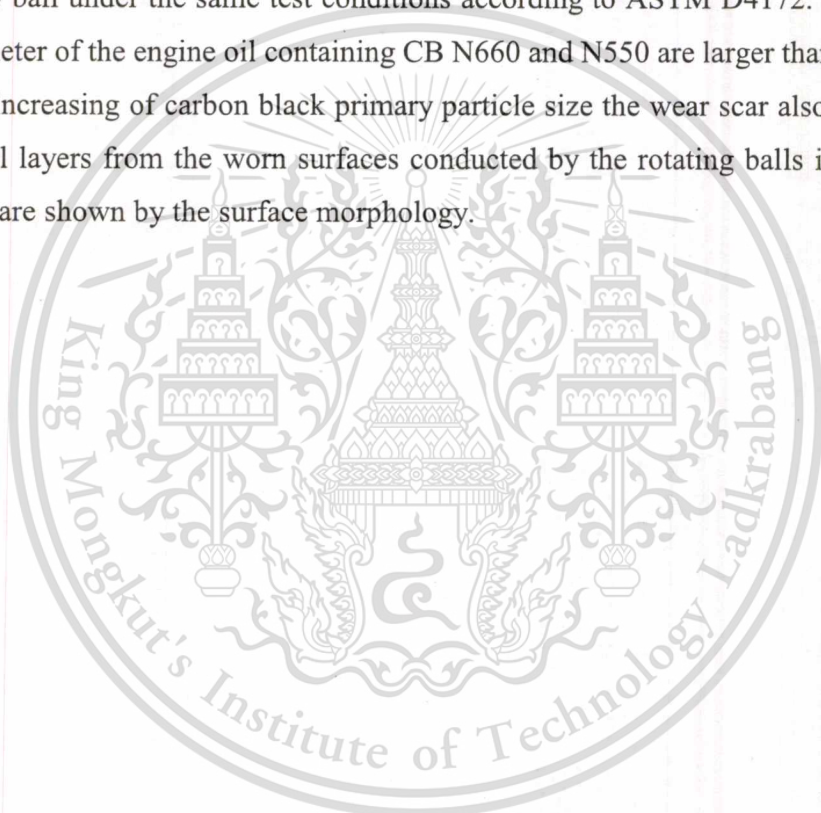 ball under the same test conditions according to ASTM D4172.
eter of the engine oil containing CB N660 and N550 are larger than
ncreasing of carbon black primary particle size the wear scar also
l layers from the worn surfaces conducted by the rotating balls i
are shown by the surface morphology.
King Mongkut's Institute of Technology Ladkrabang